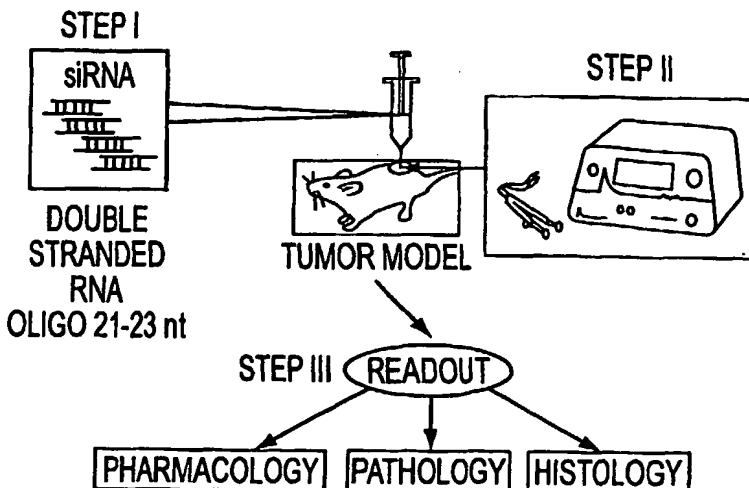 STEP I
siRNA
DOUBLE
STRANDED
RNA
OLIGO 21-23 nt
STEP II
TUMOR MODEL
STEP III
READOUT
PHARMACOLOGY
PATHOLOGY
HISTOLOGY